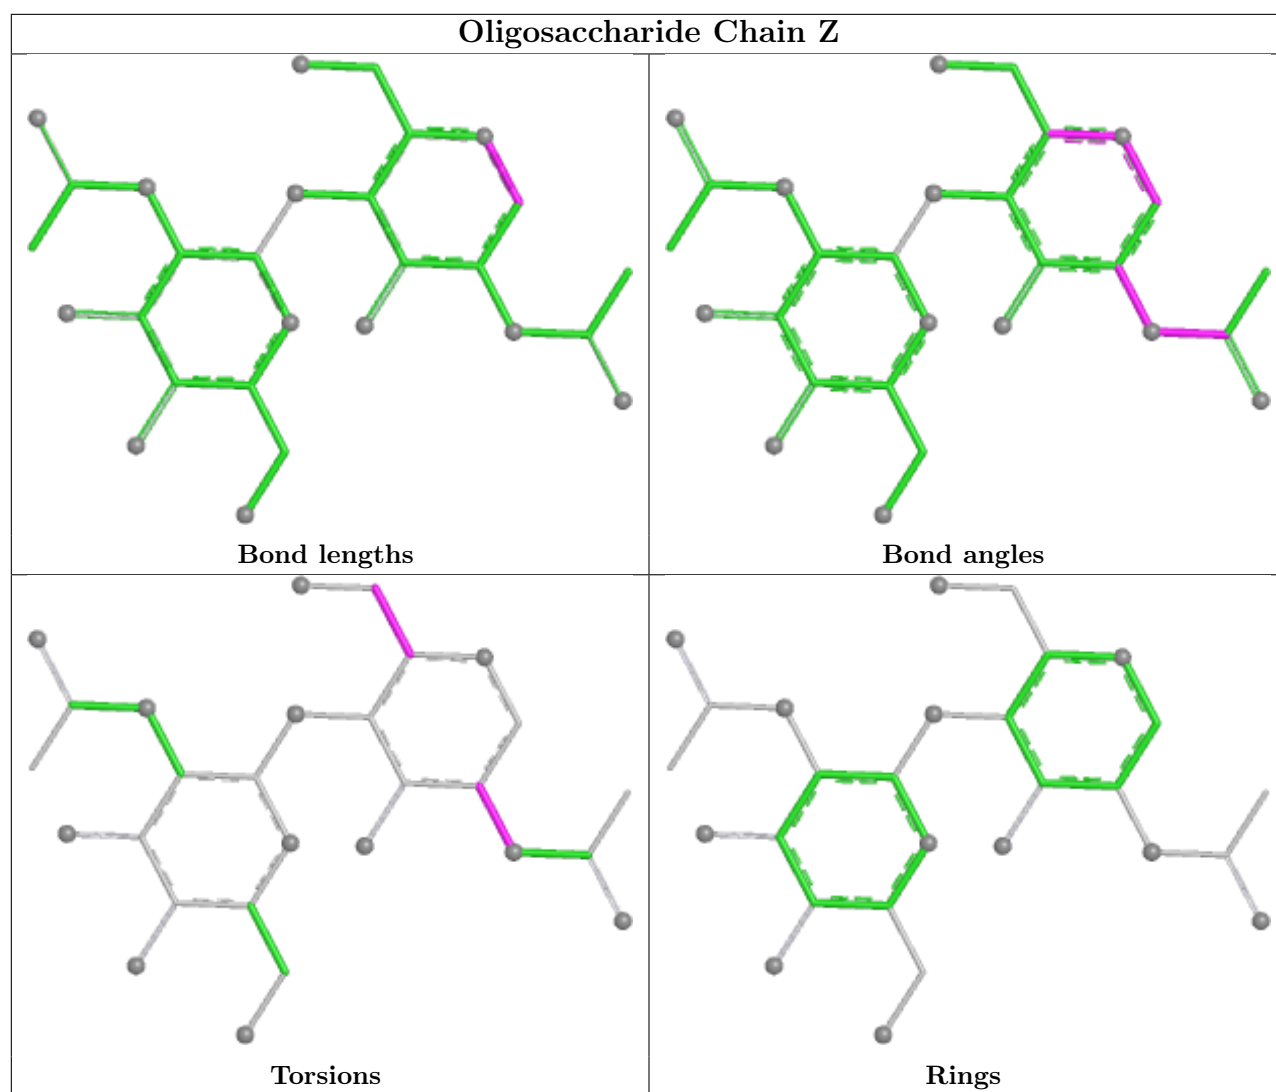 Oligosaccharide Chain Z
Bond lengths
Bond angles
Torsions
Rings